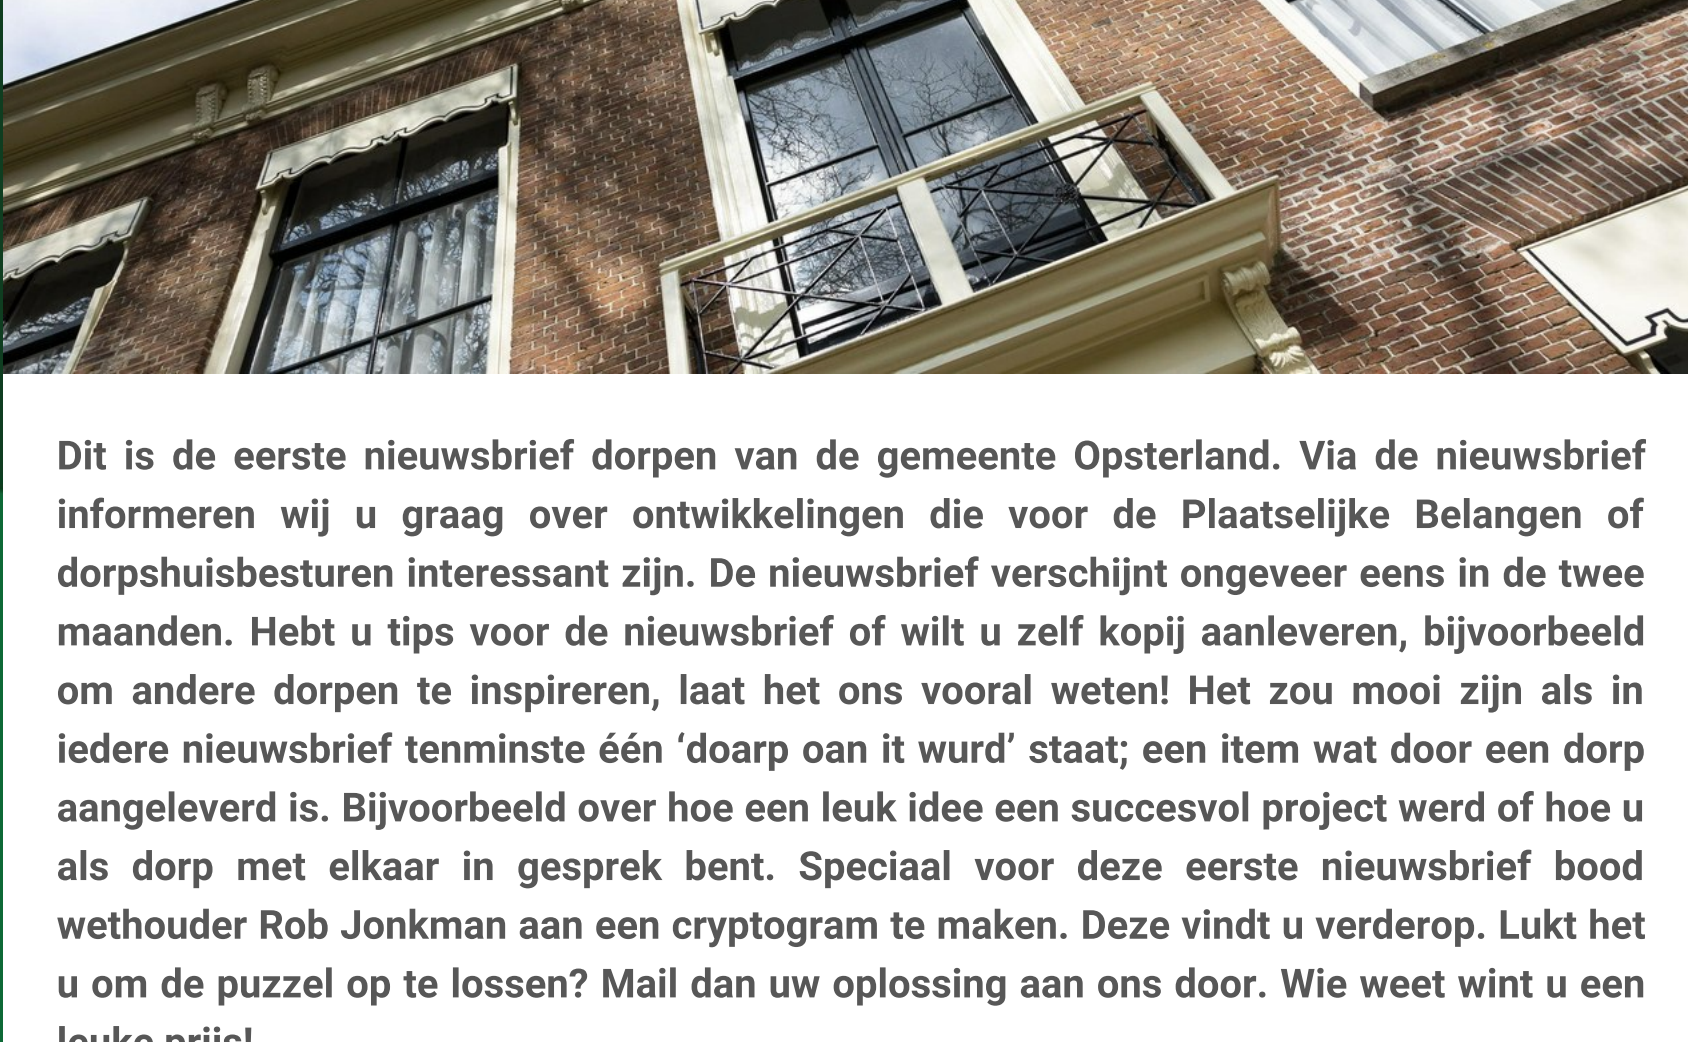 Dit is de eerste nieuwsbrief dorpen van de gemeente Opsterland. Via de nieuwsbrief
informeren wij u graag over ontwikkelingen die voor de Plaatselijke Belangen of
dorpshuisbesturen interessant zijn. De nieuwsbrief verschijnt ongeveer eens in de twee
maanden. Hebt u tips voor de nieuwsbrief of wilt u zelf kopij aanleveren, bijvoorbeeld
om andere dorpen te inspireren, laat het ons vooral weten! Het zou mooi zijn als in
iedere nieuwsbrief tenminste één ‘doarp oan it wurd’ staat; een item wat door een dorp
aangeleverd is. Bijvoorbeeld over hoe een leuk idee een succesvol project werd of hoe u
als dorp met elkaar in gesprek bent. Speciaal voor deze eerste nieuwsbrief bood
wethouder Rob Jonkman aan een cryptogram te maken. Deze vindt u verderop. Lukt het
u om de puzzel op te lossen? Mail dan uw oplossing aan ons door. Wie weet wint u een
leuke prijs!